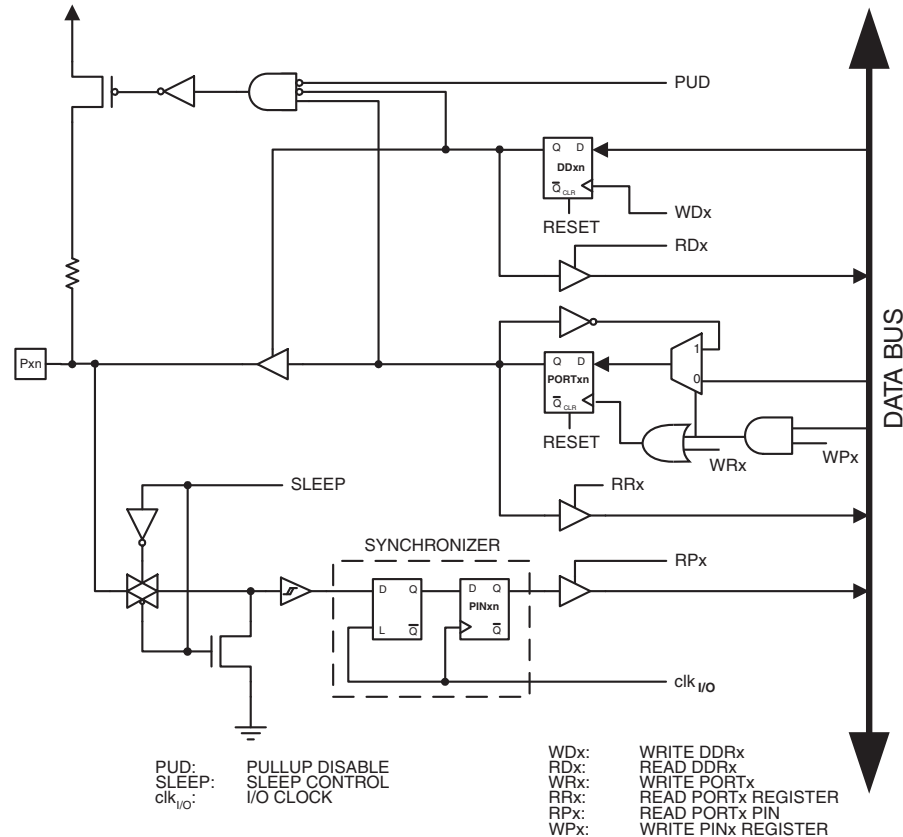 PUD
Q D
DDxn
Q CLR
WDx
RESET
RDx
Pxn
1
Q D
PORTxn
0
Q CLR
RESET
WRx
WPx
DATA BUS
RRx
SLEEP
SYNCHRONIZER
RPx
D Q
D Q
PINxn
L Q
Q
clk I/O
PUD: PULLUP DISABLE
SLEEP: SLEEP CONTROL
clkI/O: I/O CLOCK
WDx: WRITE DDRx
RDx: READ DDRx
WRx: WRITE PORTx
RRx: READ PORTx REGISTER
RPx: READ PORTx PIN
WPx: WRITE PINx REGISTER